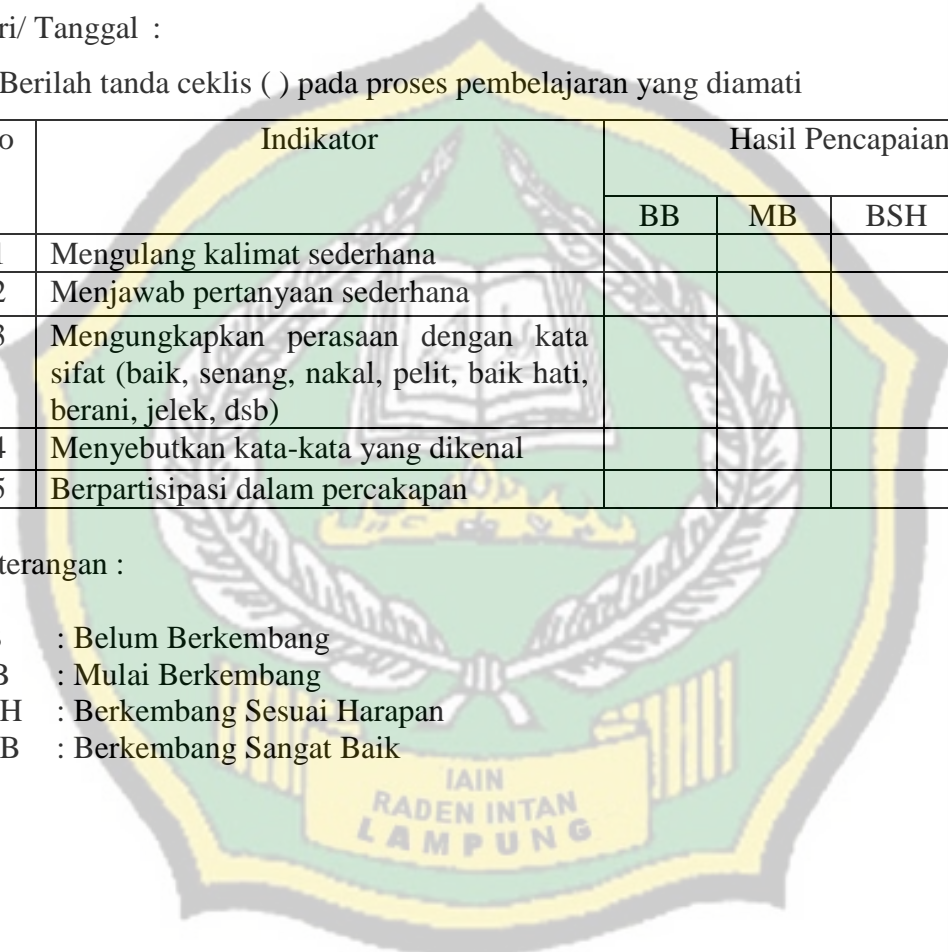 ri/ Tanggal :
Berilah tanda ceklis ( ) pada proses pembelajaran yang diamati
o Indikator Hasil Pencapaian
BB MB BSH
1 Mengulang kalimat sederhana
2 Menjawab pertanyaan sederhana
3 Mengungkapkan perasaan dengan kata
sifat (baik, senang, nakal, pelit, baik hati,
berani, jelek, dsb)
4 Menyebutkan kata-kata yang dikenal
5 Berpartisipasi dalam percakapan
terangan :
: Belum Berkembang
B : Mulai Berkembang
H : Berkembang Sesuai Harapan
B : Berkembang Sangat Baik
IAIN
RADEN INTAN
LAMPUNG